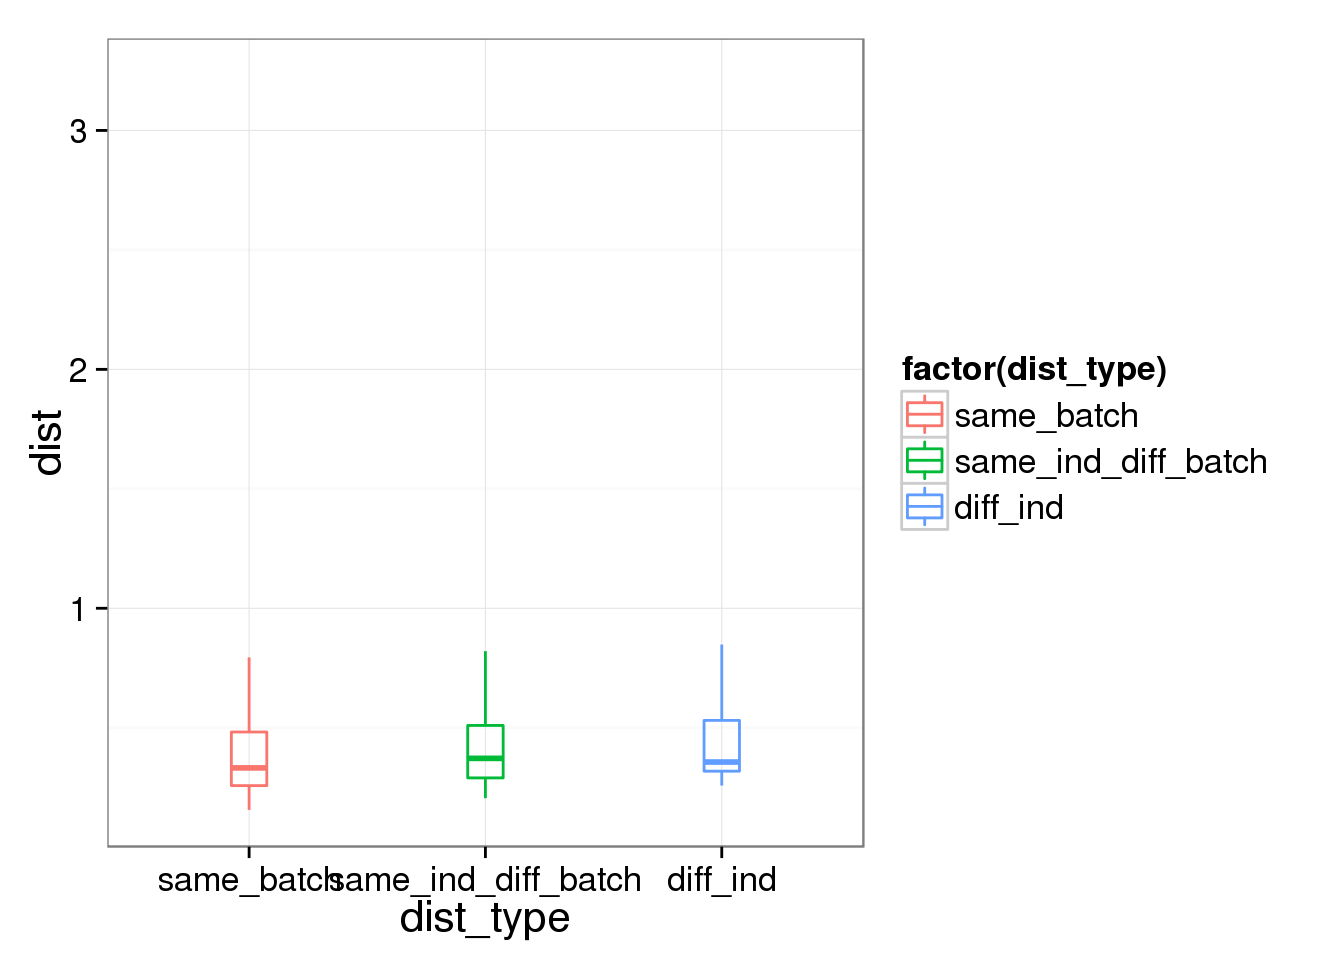 3
2
1
dist
same_batch
same_ind_diff_batch
diff_ind
dist_type
factor(dist_type)
same_batch
same_ind_diff_batch
diff_ind